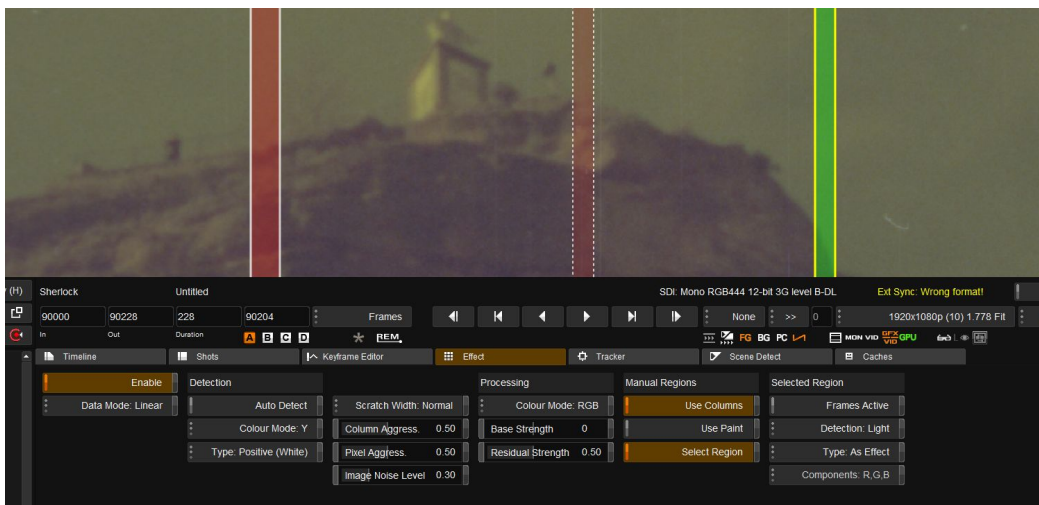 (H) Sherlock Untitled SDI: Mono RGB444 12-bit 3G level B-DL Ext Sync: Wrong format!
90000 90228 228 90204 Frames None >> 0 1920x1080p (10) 1.778 Fit
In Out Duration A B C D REM FG BG PC MON VID GFX VID GPU L
Timeline Shots Keyframe Editor Effect Tracker Scene Detect Caches
Enable Detection Processing Manual Regions Selected Region
Data Mode: Linear Auto Detect Scratch Width: Normal Colour Mode: RGB Use Columns Frames Active
Colour Mode: Y Column Aggress. 0.50 Base Strength 0 Use Paint Detection: Light
Type: Positive (White) Pixel Aggress. 0.50 Residual Strength 0.50 Select Region Type: As Effect
Image Noise Level 0.30 Components: R,G,B